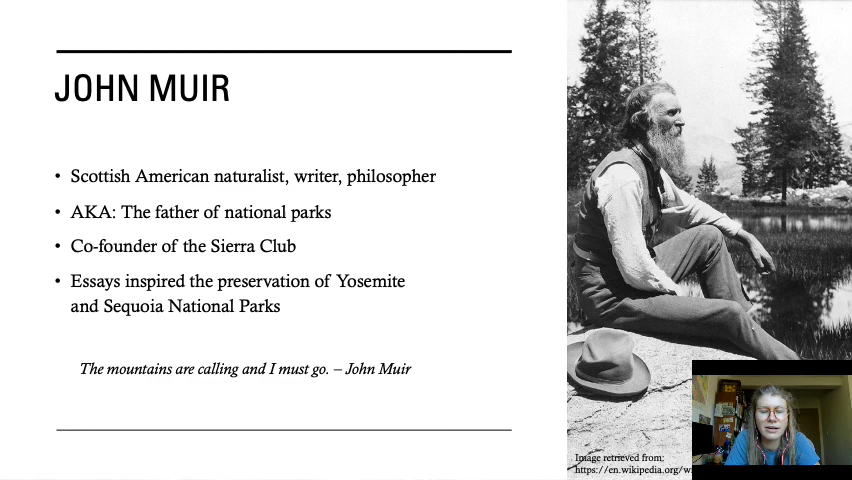 JOHN MUIR
• Scottish American naturalist, writer, philosopher
• AKA: The father of national parks
• Co-founder of the Sierra Club
• Essays inspired the preservation of Yosemite
and Sequoia National Parks
The mountains are calling and I must go. – John Muir
Image retrieved from:
https://en.wikipedia.org/w